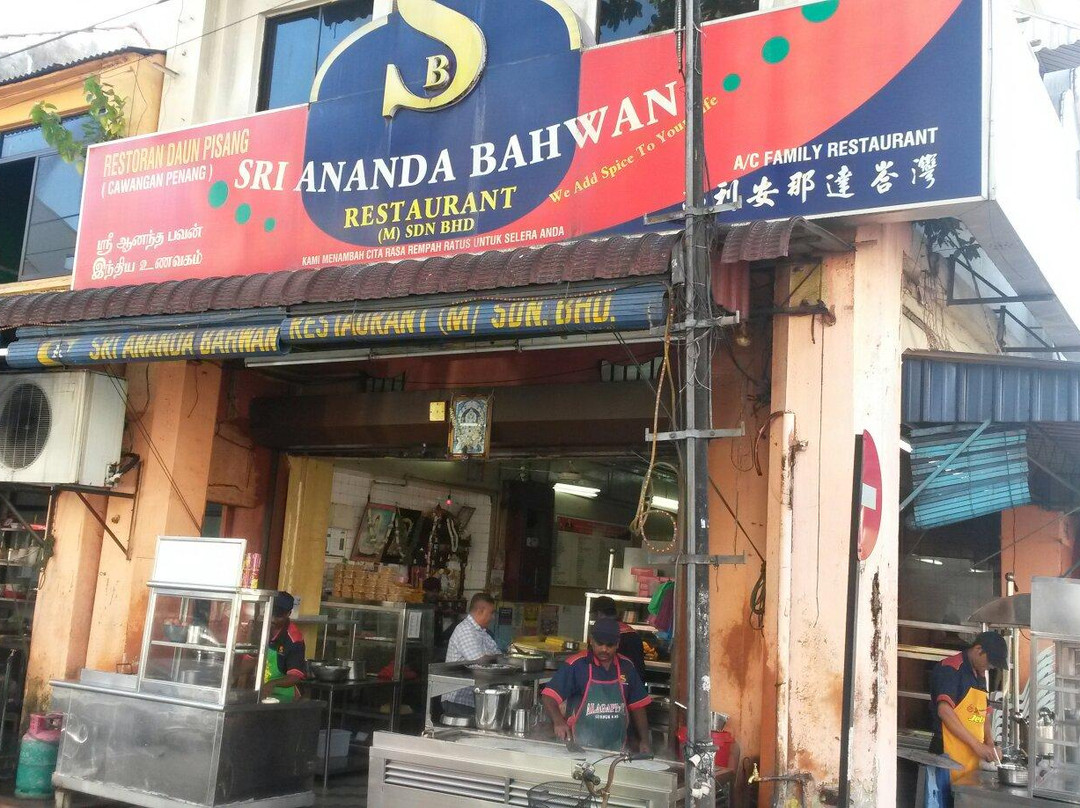 SB
RESTORAN DAUN PISANG
( CAWANGAN PENANG )
SRI ANANDA BAHWAN
RESTAURANT
(M) SDN BHD
We Add Spice To Your Life
A/C FAMILY RESTAURANT
利安那達峇灣
ஸ்ரீ ஆனந்த பவன்
இந்திய உணவகம்
KAMI MENAMBAH CITA RASA REMPAH RATUS UNTUK SELERA ANDA
SRI ANANDA BAHWAN RESTAURANT (M) SDN. BHD.
ALAGAPPA'S